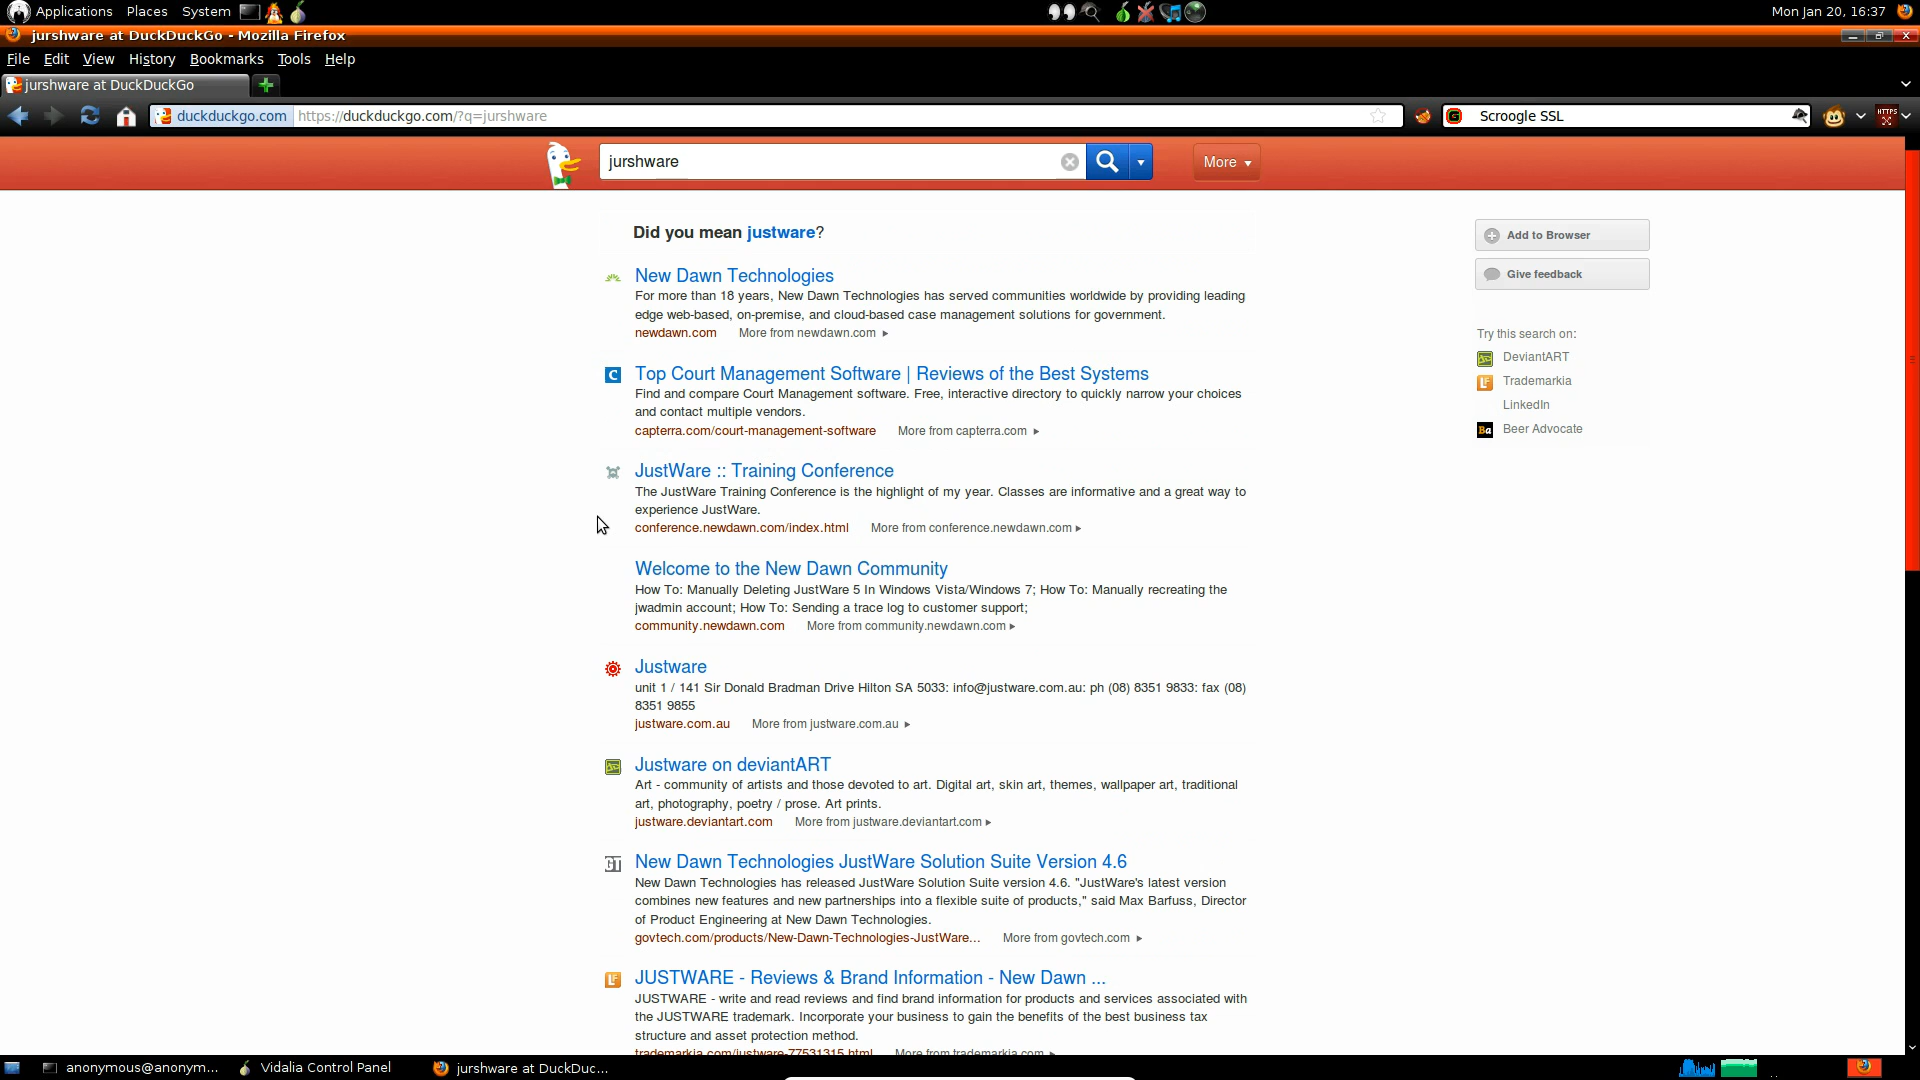 Applications Places System
Mon Jan 20, 16:37
jurshware at DuckDuckGo - Mozilla Firefox
File Edit View History Bookmarks Tools Help
jurshware at DuckDuckGo
duckduckgo.com https://duckduckgo.com/?q=jurshware
Scroogle SSL
HTTPS
jurshware
More
Did you mean justware?
New Dawn Technologies
For more than 18 years, New Dawn Technologies has served communities worldwide by providing leading
edge web-based, on-premise, and cloud-based case management solutions for government.
newdawn.com More from newdawn.com
Top Court Management Software | Reviews of the Best Systems
Find and compare Court Management software. Free, interactive directory to quickly narrow your choices
and contact multiple vendors.
capterra.com/court-management-software More from capterra.com
JustWare :: Training Conference
The JustWare Training Conference is the highlight of my year. Classes are informative and a great way to
experience JustWare.
conference.newdawn.com/index.html More from conference.newdawn.com
Welcome to the New Dawn Community
How To: Manually Deleting JustWare 5 In Windows Vista/Windows 7; How To: Manually recreating the
jwadmin account; How To: Sending a trace log to customer support;
community.newdawn.com More from community.newdawn.com
Justware
unit 1 / 141 Sir Donald Bradman Drive Hilton SA 5033: info@justware.com.au: ph (08) 8351 9833: fax (08)
8351 9855
justware.com.au More from justware.com.au
Justware on deviantART
Art - community of artists and those devoted to art. Digital art, skin art, themes, wallpaper art, traditional
art, photography, poetry / prose. Art prints.
justware.deviantart.com More from justware.deviantart.com
New Dawn Technologies JustWare Solution Suite Version 4.6
New Dawn Technologies has released JustWare Solution Suite version 4.6. "JustWare's latest version
combines new features and new partnerships into a flexible suite of products," said Max Barfuss, Director
of Product Engineering at New Dawn Technologies.
govtech.com/products/New-Dawn-Technologies-JustWare... More from govtech.com
JUSTWARE - Reviews & Brand Information - New Dawn ...
JUSTWARE - write and read reviews and find brand information for products and services associated with
the JUSTWARE trademark. Incorporate your business to gain the benefits of the best business tax
structure and asset protection method.
trademarkia.com/justware-77531315.html More from trademarkia.com
Add to Browser
Give feedback
Try this search on:
DeviantART
Trademarkia
LinkedIn
Beer Advocate
anonymous@anonym... Vidalia Control Panel jurshware at DuckDuc...